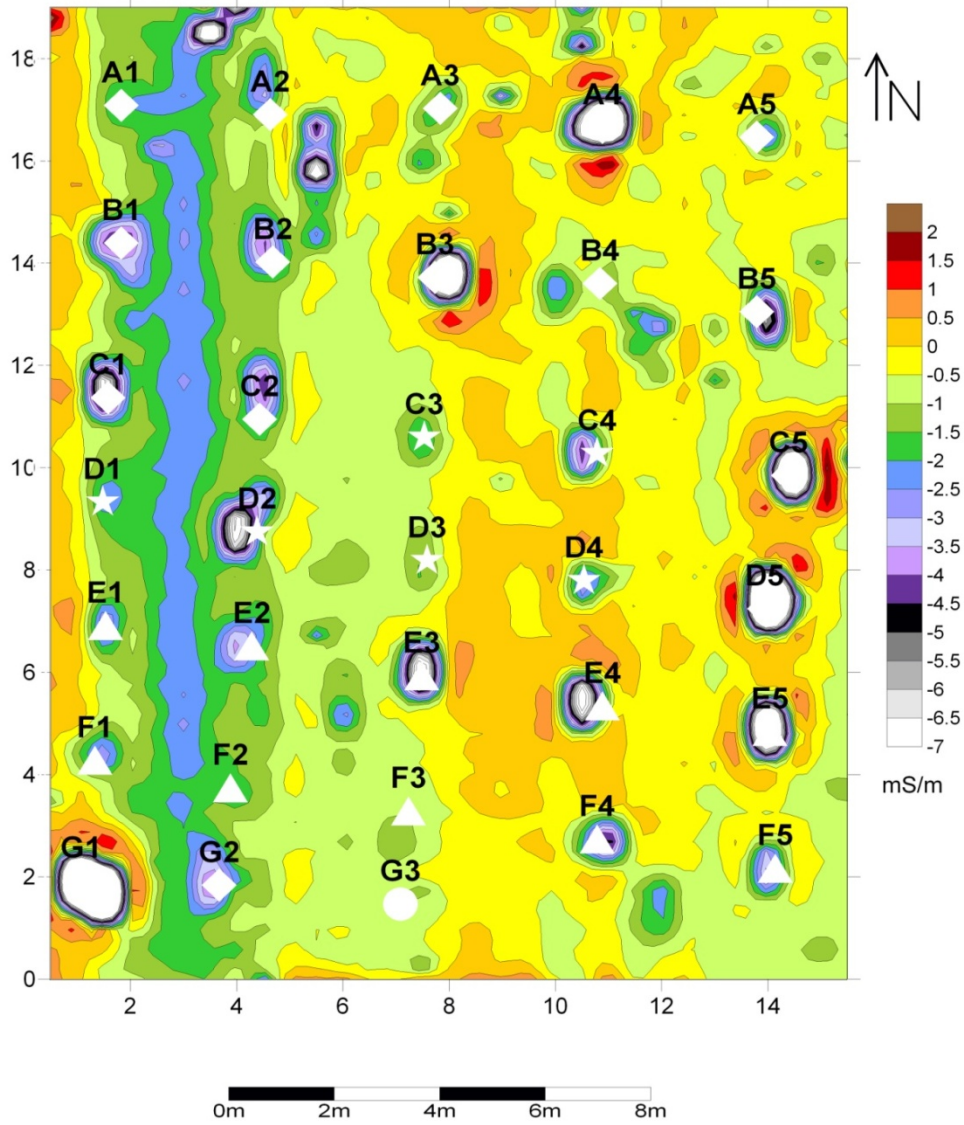 18
A1
A2
A3
A4
A5
N
16
2
B1
B2
B3
B4
B5
1.5
14
1
0.5
0
12
-0.5
C1
C2
C3
C4
C5
-1
-1.5
10
-2
D1
D2
D3
D4
D5
-2.5
8
-3
-3.5
E1
E2
E3
E4
E5
-4
6
-4.5
-5
F1
F2
F3
F4
F5
-5.5
4
-6
-6.5
G1
G2
G3
-7
2
mS/m
0
2 4 6 8 10 12 14
0m 2m 4m 6m 8m